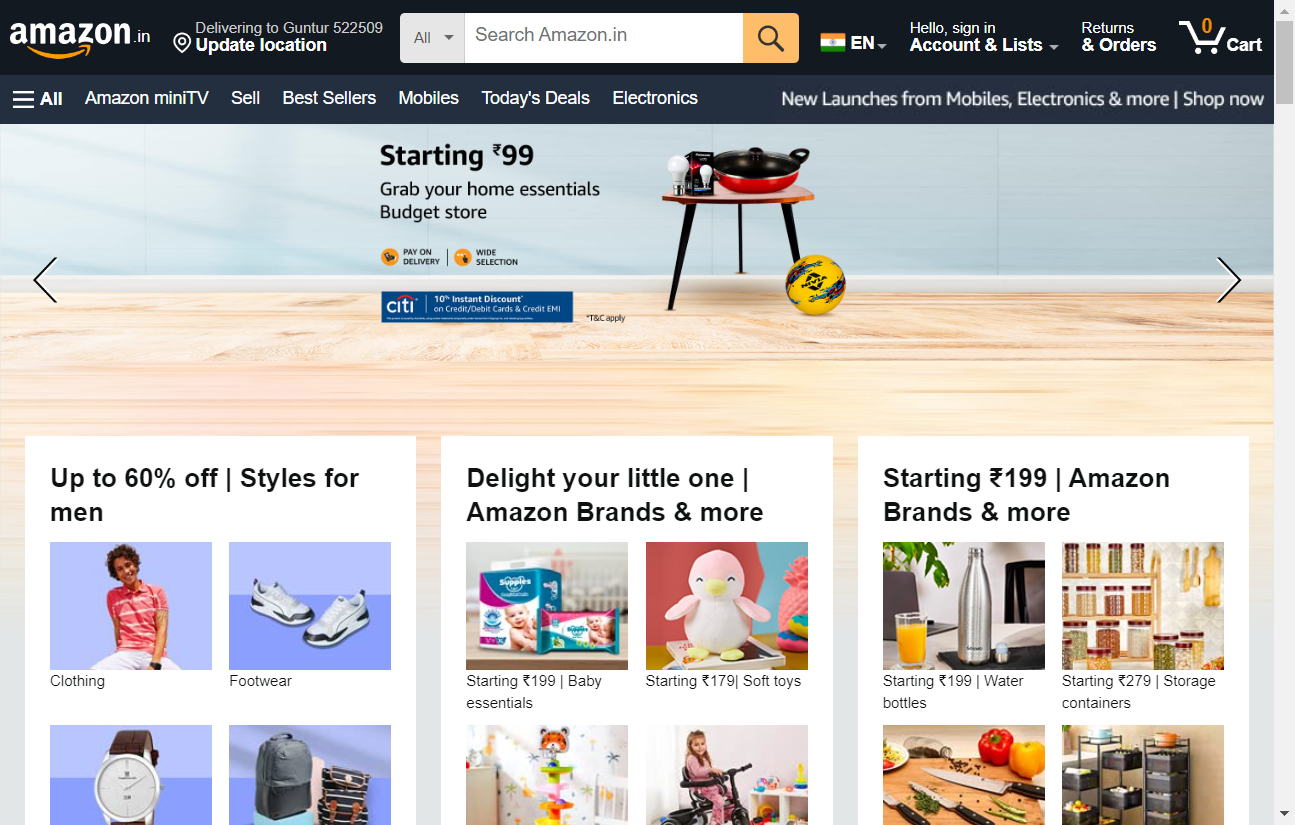 amazon.in
Delivering to Guntur 522509
Update location
All
Search Amazon.in
EN
Hello, sign in
Account & Lists
Returns
& Orders
0
Cart
All
Amazon miniTV
Sell
Best Sellers
Mobiles
Today's Deals
Electronics
New Launches from Mobiles, Electronics & more | Shop now
Starting ₹99
Grab your home essentials
Budget store
PAY ON
DELIVERY
WIDE
SELECTION
citi
10% Instant Discount*
on Credit/Debit Cards & Credit EMI
*T&C apply
NIVIA
Up to 60% off | Styles for
men
Clothing
Footwear
Delight your little one |
Amazon Brands & more
Supples
Supples
Starting ₹199 | Baby
essentials
Starting ₹179| Soft toys
Starting ₹199 | Amazon
Brands & more
Starting ₹199 | Water
bottles
Starting ₹279 | Storage
containers